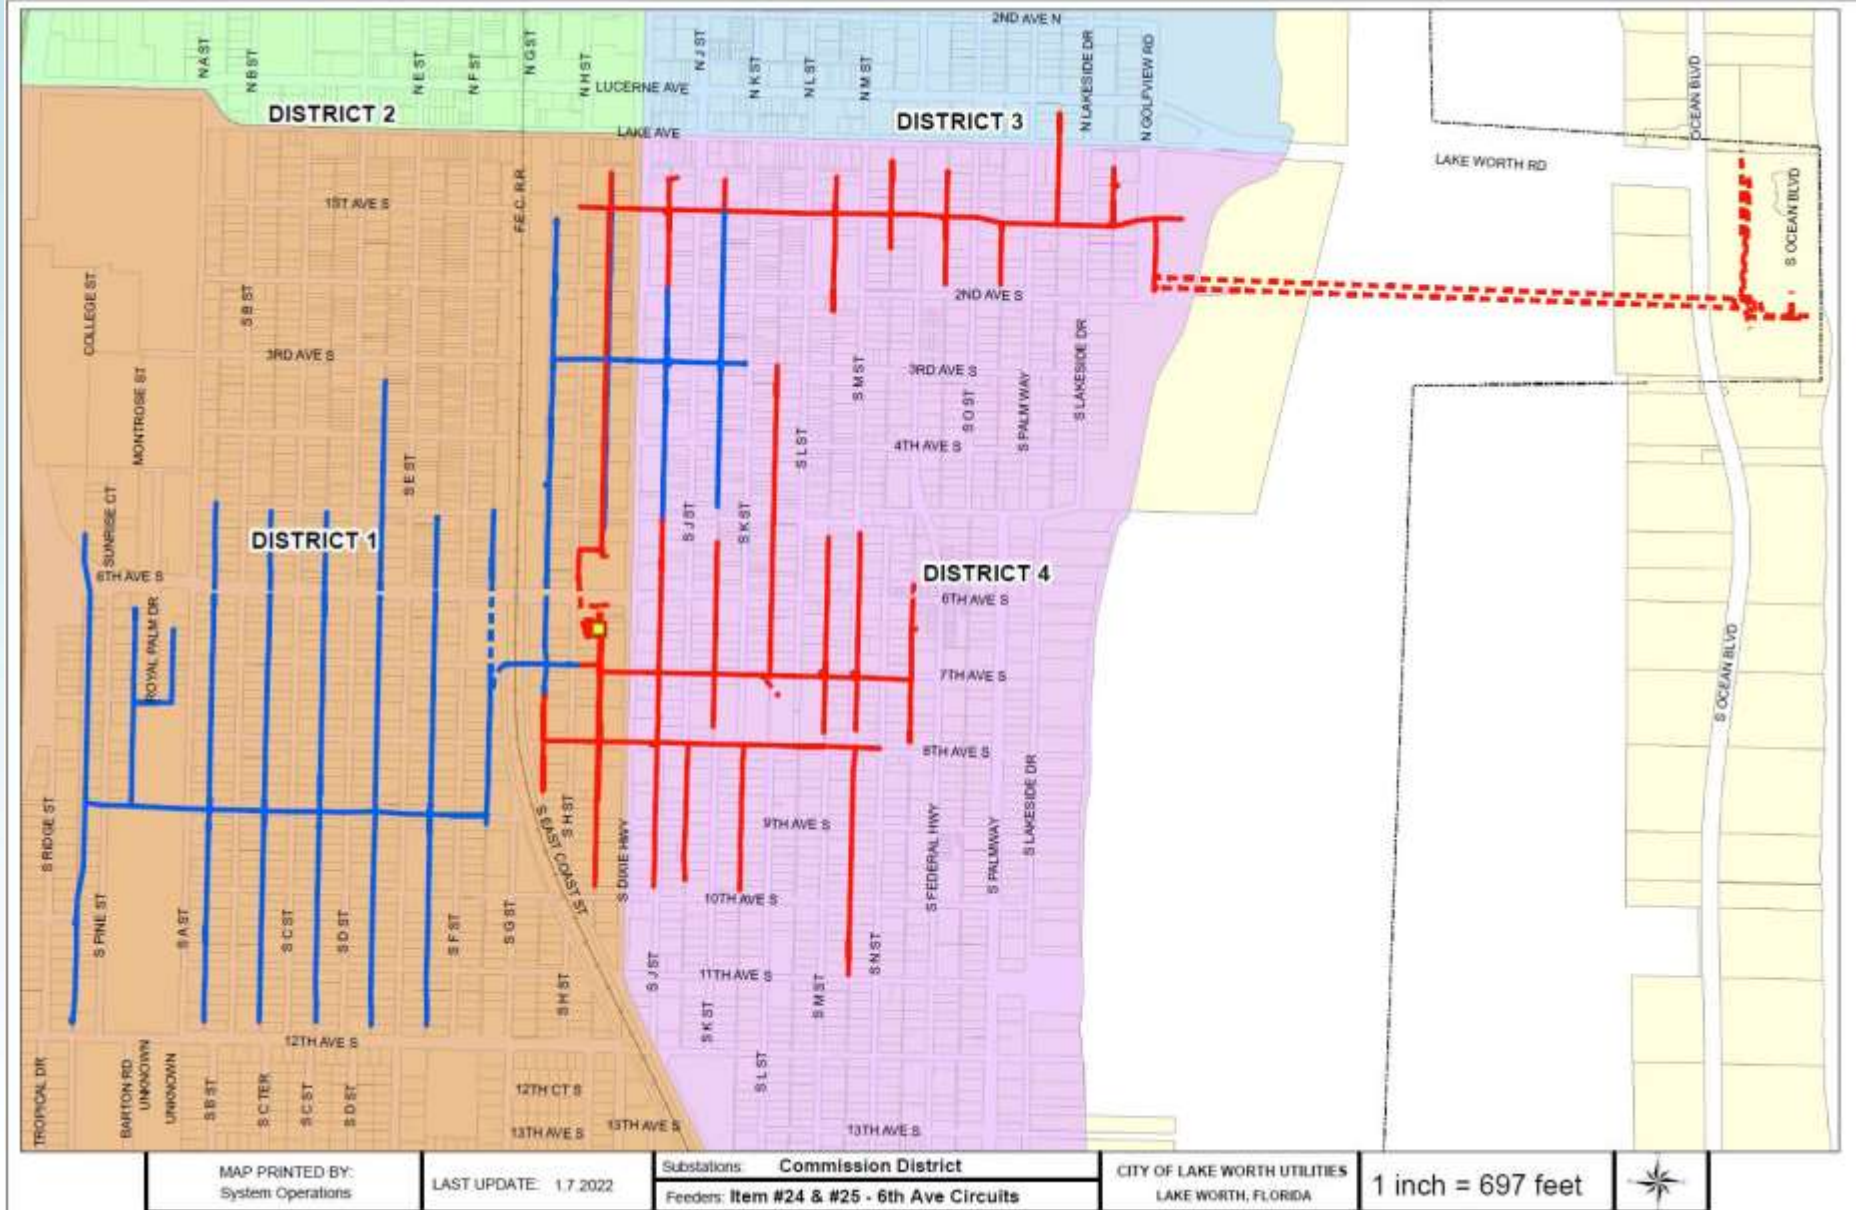 2ND AVE N
N A ST
N B ST
N E ST
N F ST
N G ST
N H ST
N J ST
N K ST
N L ST
N M ST
N LAKESIDE DR
N GOLFVIEW RD
OCEAN BLVD
LUCERNE AVE
DISTRICT 2
DISTRICT 3
LAKE AVE
LAKE WORTH RD
F.E.C. R.R.
1ST AVE S
S OCEAN BLVD
COLLEGE ST
S B ST
2ND AVE S
3RD AVE S
S M ST
3RD AVE S
S O ST
S PALM WAY
S LAKESIDE DR
MONTROSE ST
S E ST
S L ST
4TH AVE S
SUNRISE CT
DISTRICT 1
S J ST
S K ST
DISTRICT 4
6TH AVE S
6TH AVE S
ROYAL PALM DR
7TH AVE S
S OCEAN BLVD
8TH AVE S
S RIDGE ST
S EAST COAST ST
S H ST
S DIXIE HWY
9TH AVE S
S FEDERAL HWY
S PALMWAY
S LAKESIDE DR
S PINE ST
S A ST
S C ST
S D ST
S F ST
S G ST
10TH AVE S
S H ST
S J ST
11TH AVE S
S M ST
S N ST
S K ST
12TH AVE S
S L ST
TROPICAL DR
BARTON RD
UNKNOWN
UNKNOWN
S B ST
S C TER
S C ST
S D ST
12TH CT S
13TH AVE S
13TH AVE S
13TH AVE S
MAP PRINTED BY:
System Operations
LAST UPDATE: 1.7.2022
Substations: Commission District
Feeders: Item #24 & #25 - 6th Ave Circuits
CITY OF LAKE WORTH UTILITIES
LAKE WORTH, FLORIDA
1 inch = 697 feet